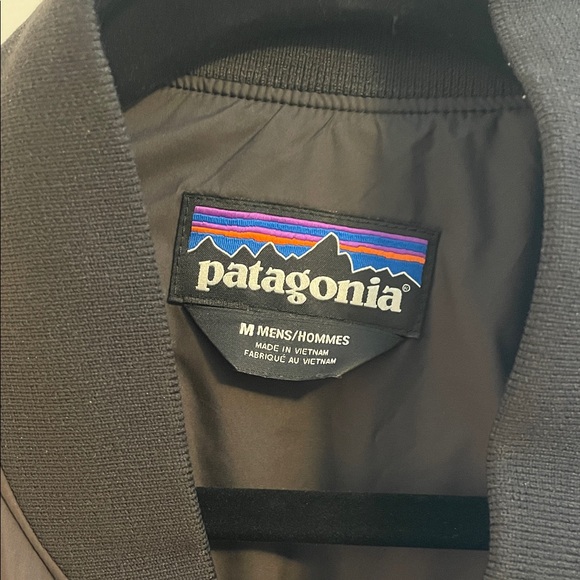 patagonia®
M MENS/HOMMES
MADE IN VIETNAM
FABRIQUÉ AU VIETNAM